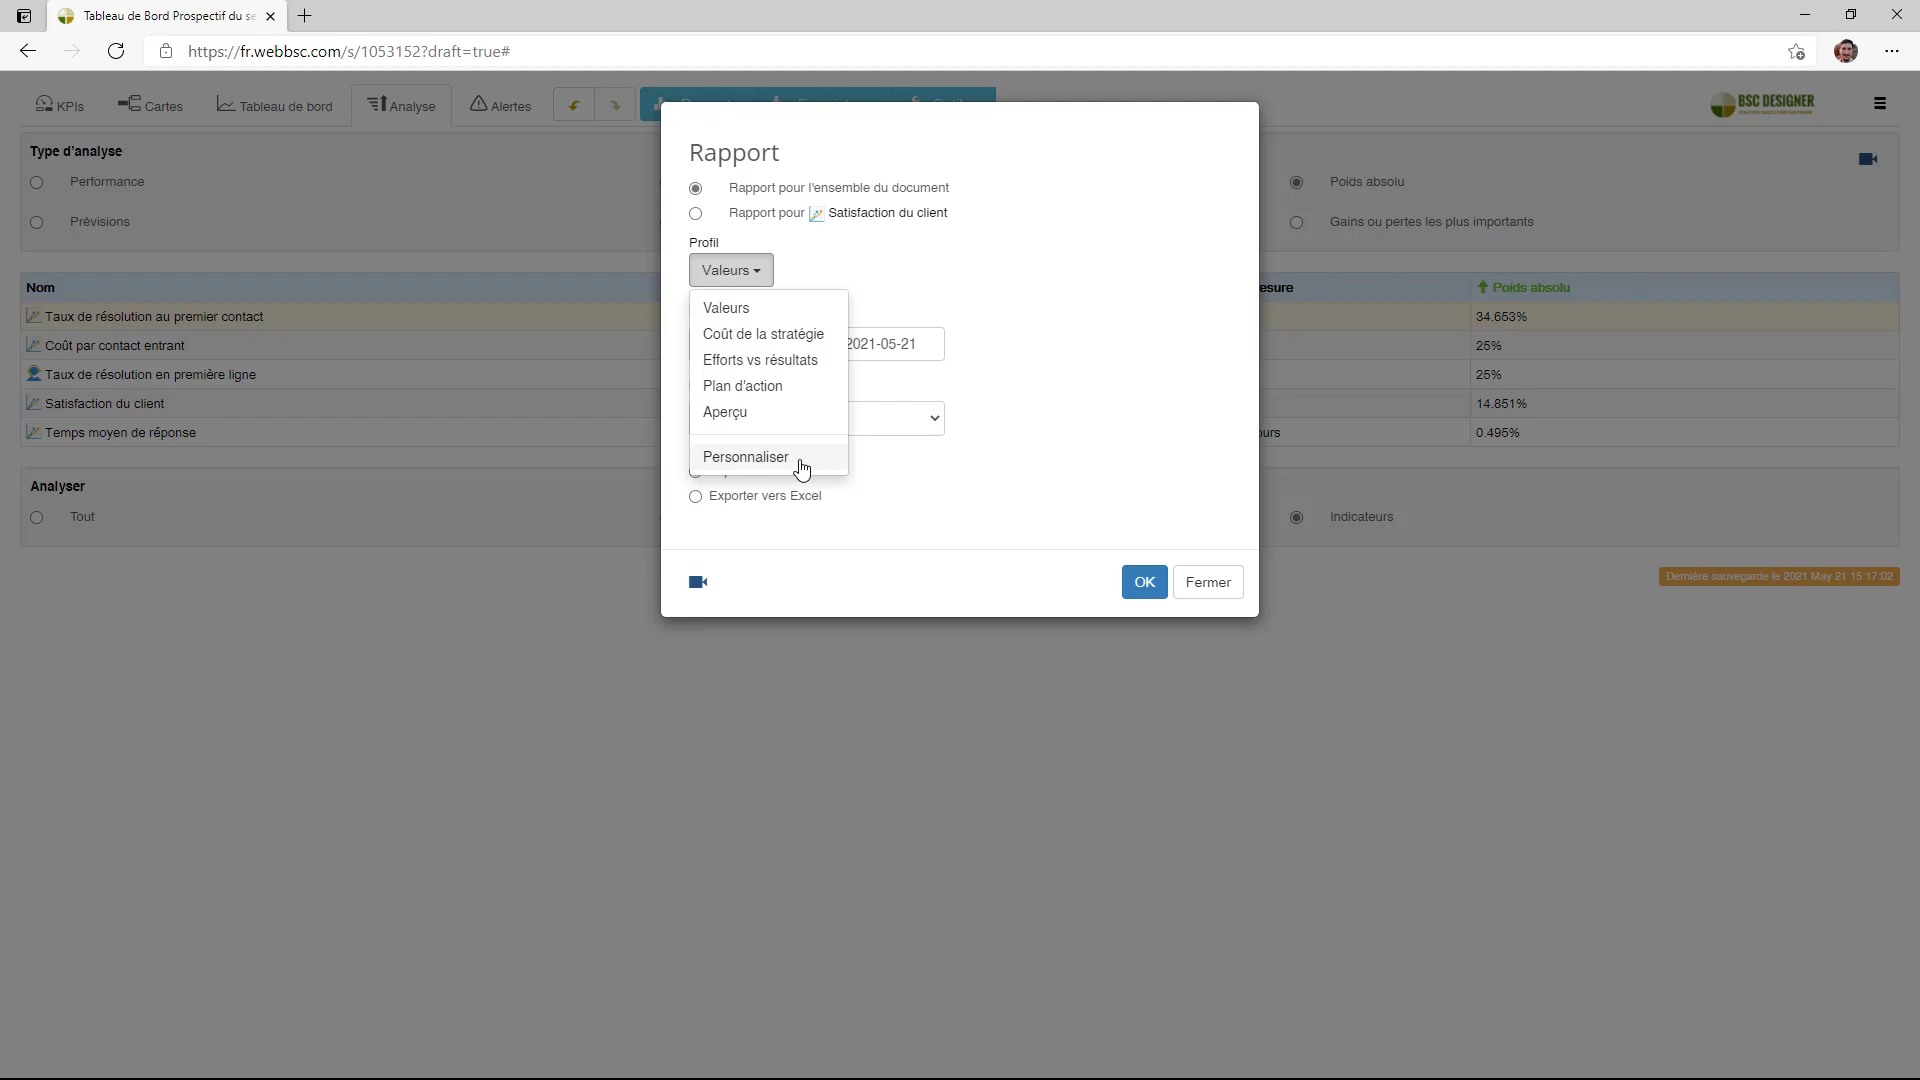 Tableau de Bord Prospectif du se
https://fr.webbsc.com/s/1053152?draft=true#
KPIs
Cartes
Tableau de bord
Analyse
Alertes
BSC DESIGNER
Type d'analyse
Performance
Poids absolu
Prévisions
Gains ou pertes les plus importants
Nom
esure
Poids absolu
Taux de résolution au premier contact
34.653%
Coût par contact entrant
25%
Taux de résolution en première ligne
25%
Satisfaction du client
14.851%
Temps moyen de réponse
ours
0.495%
Analyser
Tout
Indicateurs
Dernière sauvegarde le 2021 May 21 15:17:02
Rapport
Rapport pour l'ensemble du document
Rapport pour Satisfaction du client
Profil
Valeurs
Valeurs
Coût de la stratégie
Efforts vs résultats
Plan d'action
Aperçu
Personnaliser
2021-05-21
Exporter vers Excel
OK
Fermer